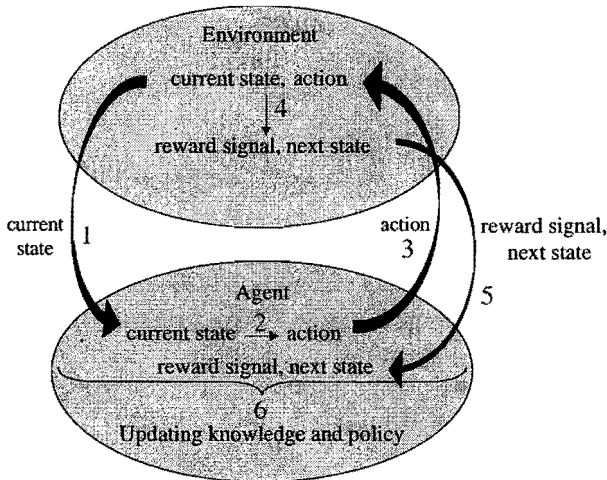 Environment
current state, action
4
reward signal, next state
current
state
1
action
3
reward signal,
next state
5
Agent
current state 2 action
reward signal, next state
6
Updating knowledge and policy